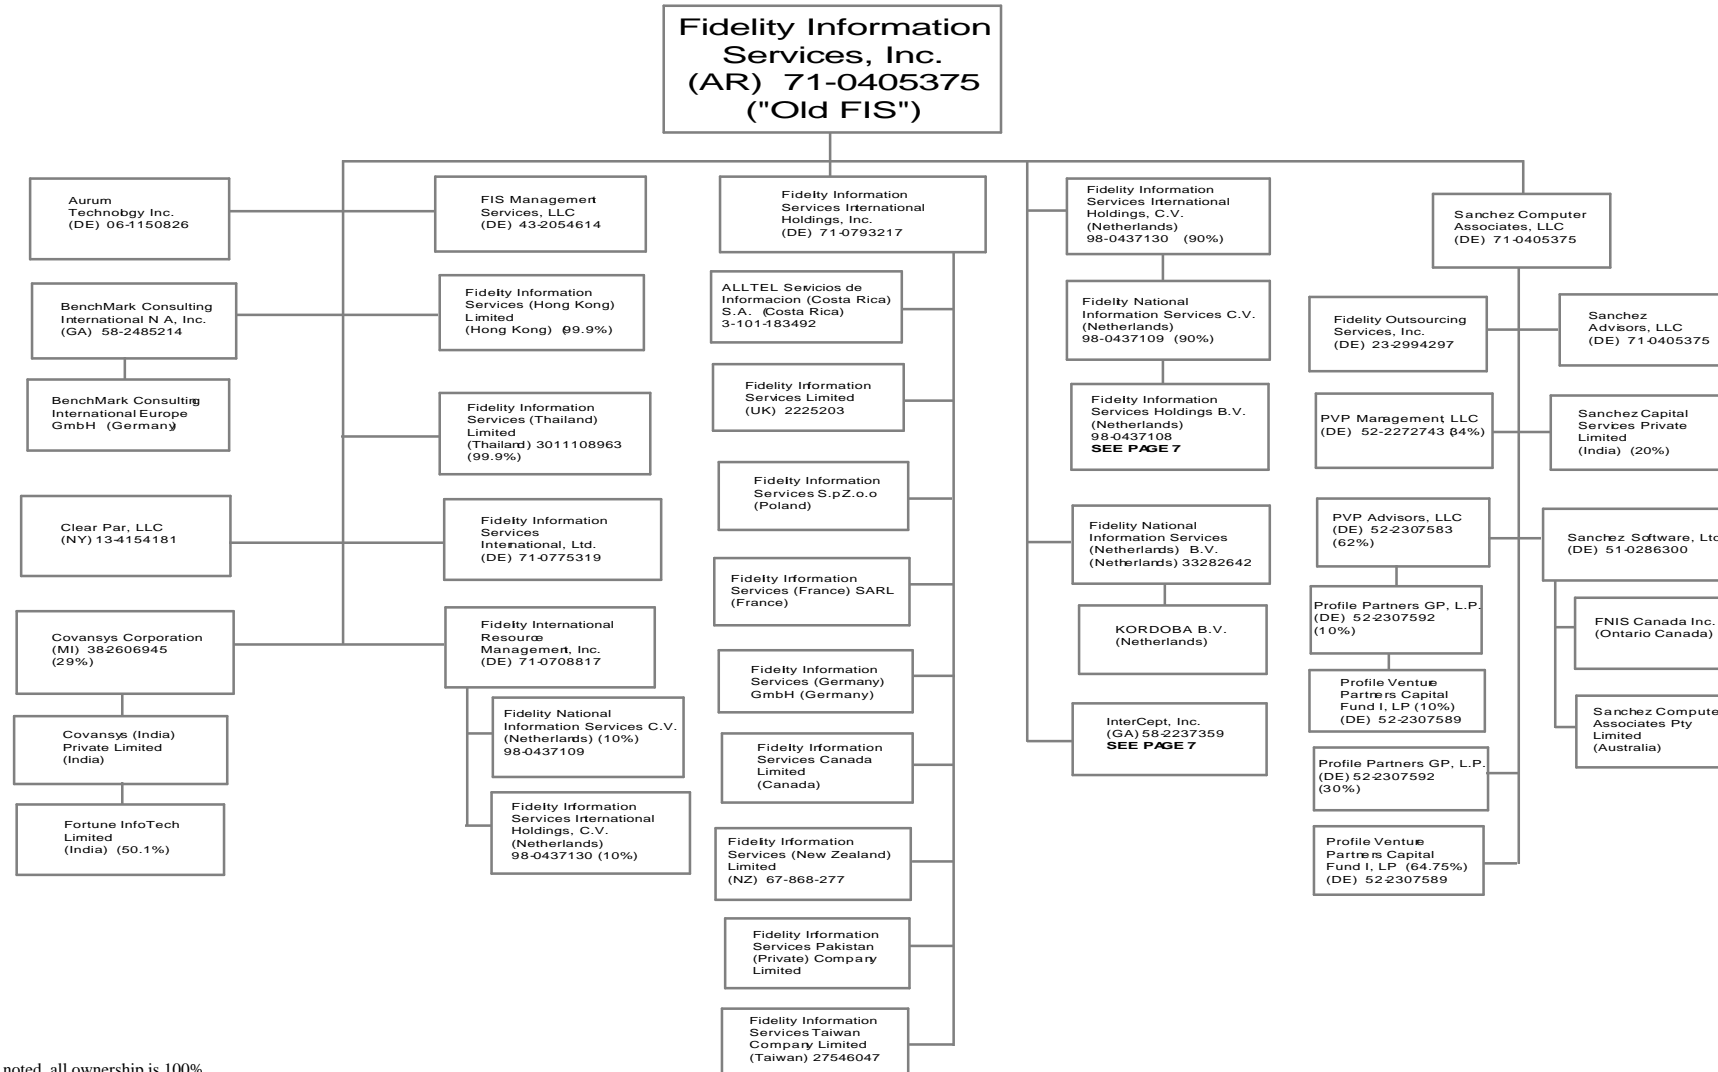 Fidelity Information
Services, Inc.
(AR) 71-0405375
("Old FIS")
Aurum
Technology Inc.
(DE) 06-1150826
FIS Management
Services, LLC
(DE) 43-2054614
BenchMark Consulting
International N A, Inc.
(GA) 58-2485214
Fidelity Information
Services (Hong Kong)
Limited
(Hong Kong) (99.9%)
BenchMark Consulting
International Europe
GmbH (Germany)
Fidelity Information
Services (Thailand)
Limited
(Thailand) 3011108963
(99.9%)
Clear Par, LLC
(NY) 13-4154181
Fidelity Information
Services
International, Ltd.
(DE) 71-0775319
Covansys Corporation
(MI) 38-2606945
(29%)
Fidelity International
Resource
Management, Inc.
(DE) 71-0708817
Covansys (India)
Private Limited
(India)
Fidelity National
Information Services C.V.
(Netherlands) (10%)
98-0437109
Fortune InfoTech
Limited
(India) (50.1%)
Fidelity Information
Services International
Holdings, C.V.
(Netherlands)
98-0437130 (10%)
Fidelity Information
Services International
Holdings, Inc.
(DE) 71-0793217
ALLTEL Servicios de
Informacion (Costa Rica)
S.A. (Costa Rica)
3-101-183492
Fidelity Information
Services Limited
(UK) 2225203
Fidelity Information
Services S.pZ.o.o
(Poland)
Fidelity Information
Services (France) SARL
(France)
Fidelity Information
Services (Germany)
GmbH (Germany)
Fidelity Information
Services Canada
Limited
(Canada)
Fidelity Information
Services (New Zealand)
Limited
(NZ) 67-868-277
Fidelity Information
Services Pakistan
(Private) Company
Limited
Fidelity Information
Services Taiwan
Company Limited
(Taiwan) 27546047
Fidelity Information
Services International
Holdings, C.V.
(Netherlands)
98-0437130 (90%)
Fidelity National
Information Services C.V.
(Netherlands)
98-0437109 (90%)
Fidelity Information
Services Holdings B.V.
(Netherlands)
98-0437108
SEE PAGE 7
Fidelity National
Information Services
(Netherlands) B.V.
(Netherlands) 33282642
KORDOBA B.V.
(Netherlands)
InterCept, Inc.
(GA) 58-2237359
SEE PAGE 7
Sanchez Computer
Associates, LLC
(DE) 71-0405375
Fidelity Outsourcing
Services, Inc.
(DE) 23-2994297
Sanchez
Advisors, LLC
(DE) 71-0405375
PVP Management, LLC
(DE) 52-2272743 (34%)
Sanchez Capital
Services Private
Limited
(India) (20%)
PVP Advisors, LLC
(DE) 52-2307583
(62%)
Sanchez Software, Ltd
(DE) 51-0286300
Profile Partners GP, L.P.
(DE) 52-2307592
(10%)
FNIS Canada Inc.
(Ontario Canada)
Profile Venture
Partners Capital
Fund I, LP (10%)
(DE) 52-2307589
Sanchez Compute
Associates Pty
Limited
(Australia)
Profile Partners GP, L.P.
(DE) 52-2307592
(30%)
Profile Venture
Partners Capital
Fund I, LP (64.75%)
(DE) 52-2307589
noted, all ownership is 100%